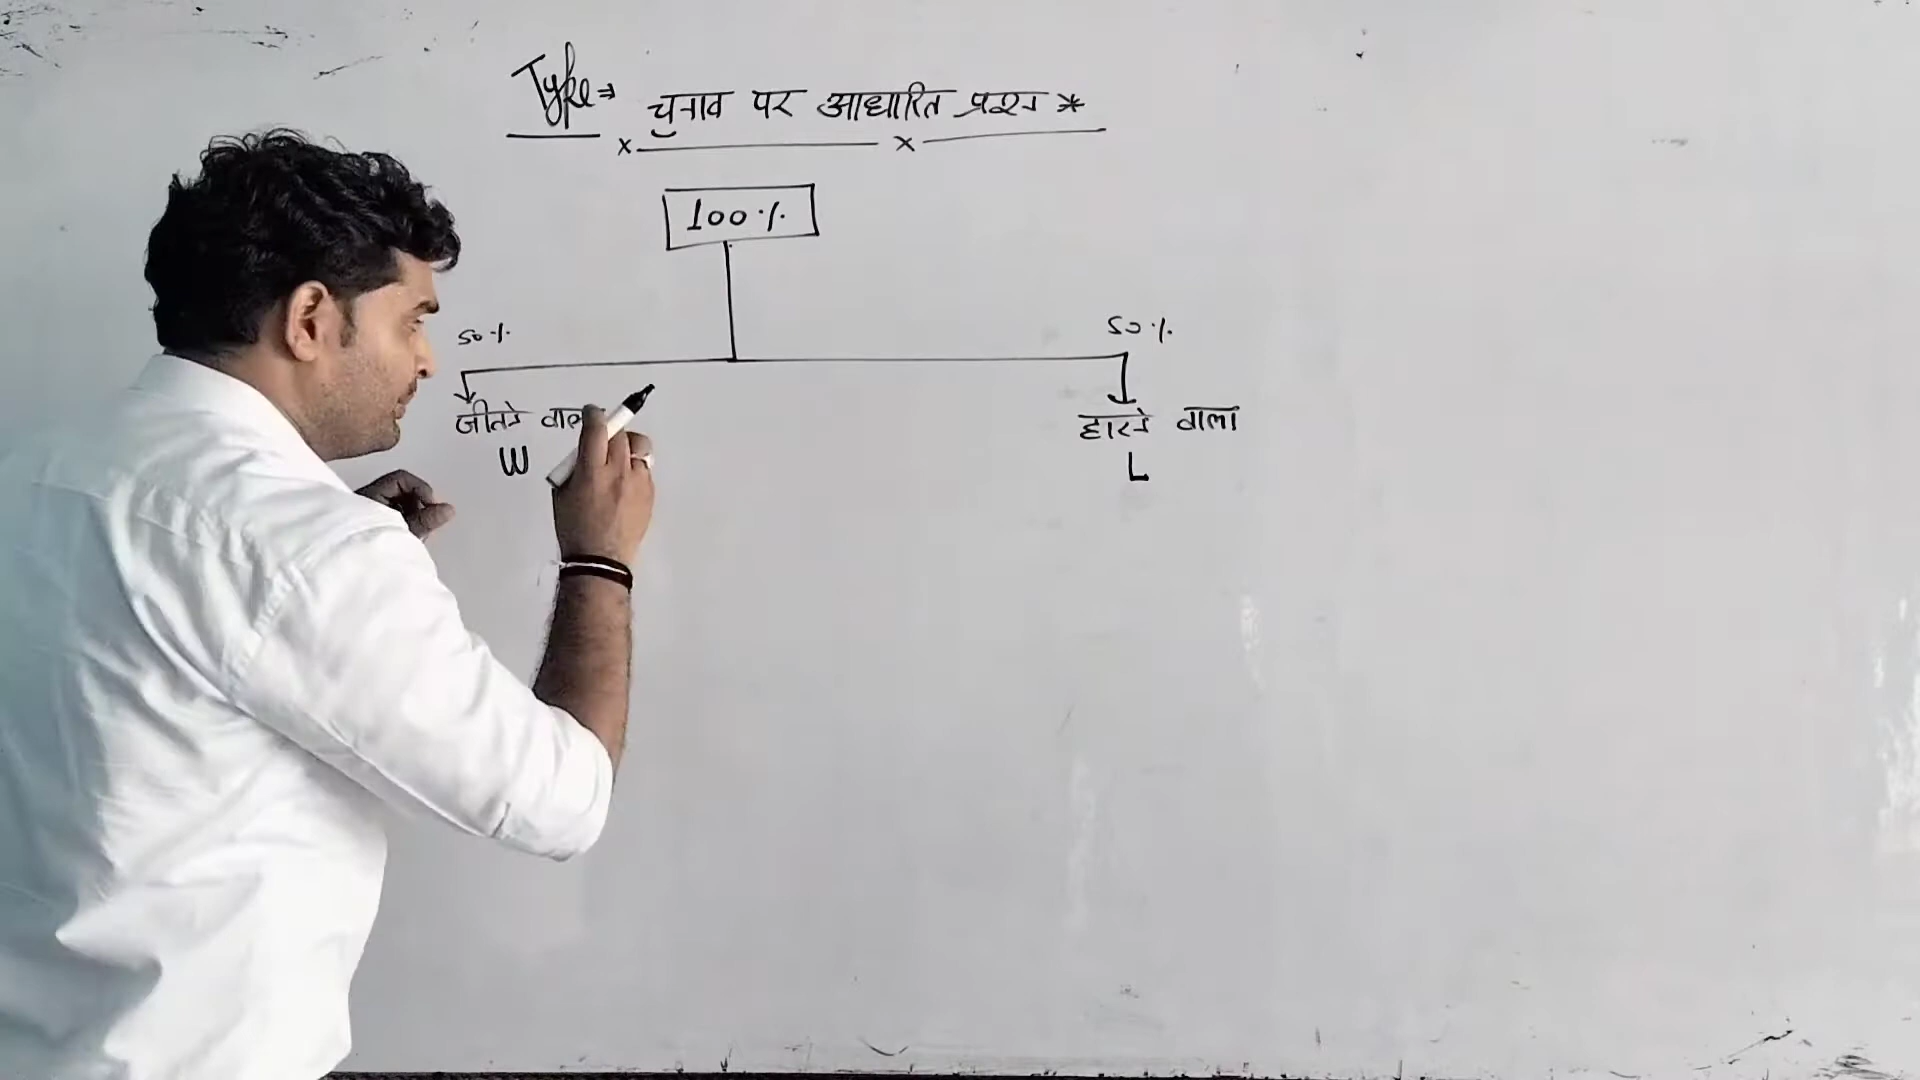 Type ⇒ चुनाव पर आधारित प्रश्न *
100%
50% 50%
जीतने वाला हारने वाला
W L